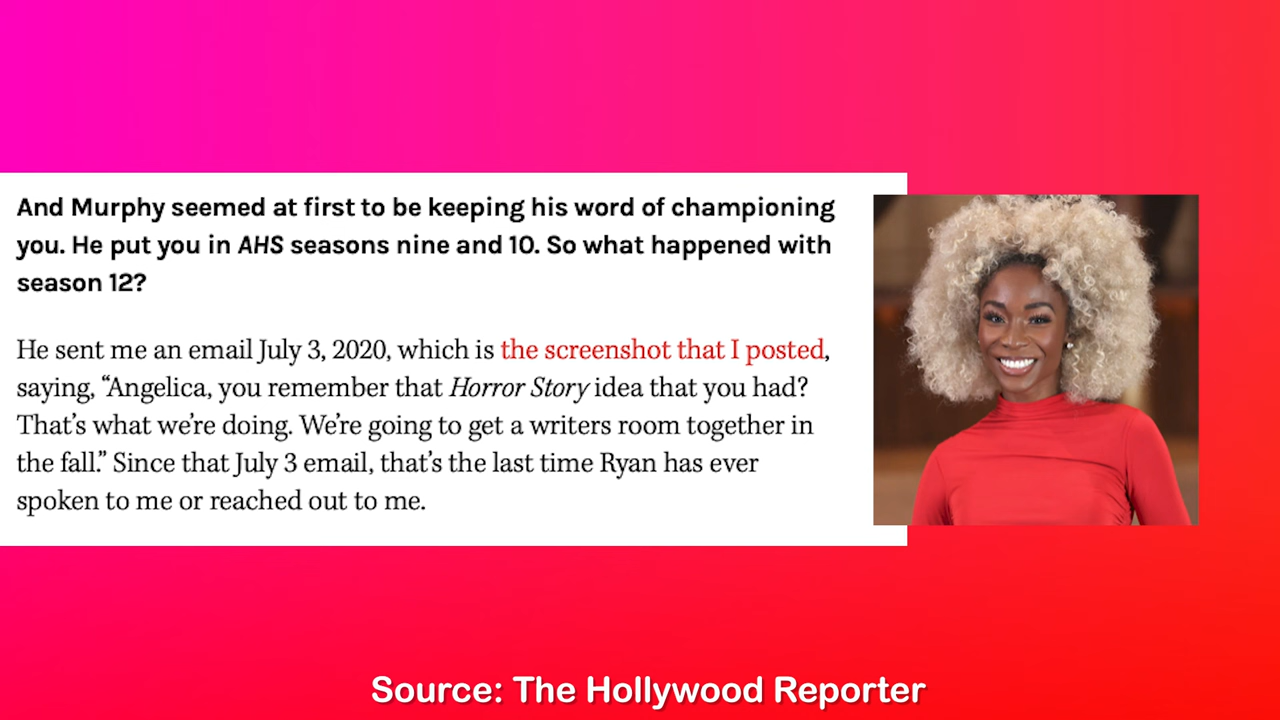 And Murphy seemed at first to be keeping his word of championing
you. He put you in AHS seasons nine and 10. So what happened with
season 12?
He sent me an email July 3, 2020, which is the screenshot that I posted,
saying, “Angelica, you remember that Horror Story idea that you had?
That’s what we’re doing. We’re going to get a writers room together in
the fall.” Since that July 3 email, that’s the last time Ryan has ever
spoken to me or reached out to me.
Source: The Hollywood Reporter